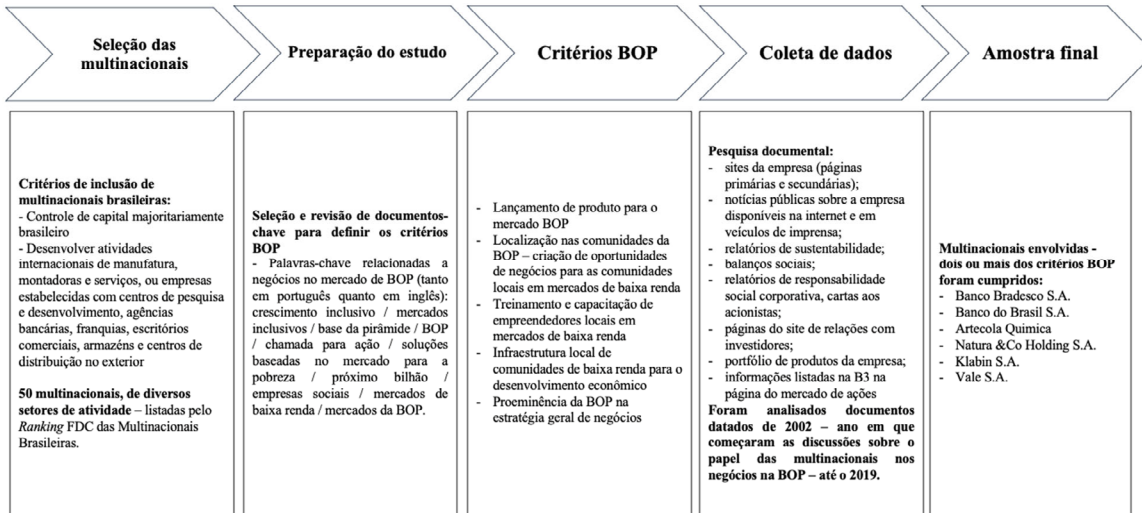 Seleção das
multinacionais
Preparação do estudo
Critérios BOP
Coleta de dados
Amostra final
Critérios de inclusão de
multinacionais brasileiras:
- Controle de capital majoritariamente
brasileiro
- Desenvolver atividades
internacionais de manufatura,
montadoras e serviços, ou empresas
estabelecidas com centros de pesquisa
e desenvolvimento, agências
bancárias, franquias, escritórios
comerciais, armazéns e centros de
distribuição no exterior
50 multinacionais, de diversos
setores de atividade – listadas pelo
Ranking FDC das Multinacionais
Brasileiras.
Seleção e revisão de documentos-
chave para definir os critérios
BOP
- Palavras-chave relacionadas a
negócios no mercado de BOP (tanto
em português quanto em inglês):
crescimento inclusivo / mercados
inclusivos / base da pirâmide / BOP
/ chamada para ação / soluções
baseadas no mercado para a
pobreza / próximo bilhão /
empresas sociais / mercados de
baixa renda / mercados da BOP.
- Lançamento de produto para o
mercado BOP
- Localização nas comunidades da
BOP – criação de oportunidades
de negócios para as comunidades
locais em mercados de baixa renda
- Treinamento e capacitação de
empreendedores locais em
mercados de baixa renda
- Infraestrutura local de
comunidades de baixa renda para o
desenvolvimento econômico
- Proeminência da BOP na
estratégia geral de negócios
Pesquisa documental:
- sites da empresa (páginas
primárias e secundárias);
- notícias públicas sobre a empresa
disponíveis na internet e em
veículos de imprensa;
- relatórios de sustentabilidade;
- balanços sociais;
- relatórios de responsabilidade
social corporativa, cartas aos
acionistas;
- páginas do site de relações com
investidores;
- portfólio de produtos da empresa;
- informações listadas na B3 na
página do mercado de ações
Foram analisados documentos
datados de 2002 – ano em que
começaram as discussões sobre o
papel das multinacionais nos
negócios na BOP – até o 2019.
Multinacionais envolvidas -
dois ou mais dos critérios BOP
foram cumpridos:
- Banco Bradesco S.A.
- Banco do Brasil S.A.
- Artecola Quimica
- Natura &Co Holding S.A.
- Klabin S.A.
- Vale S.A.